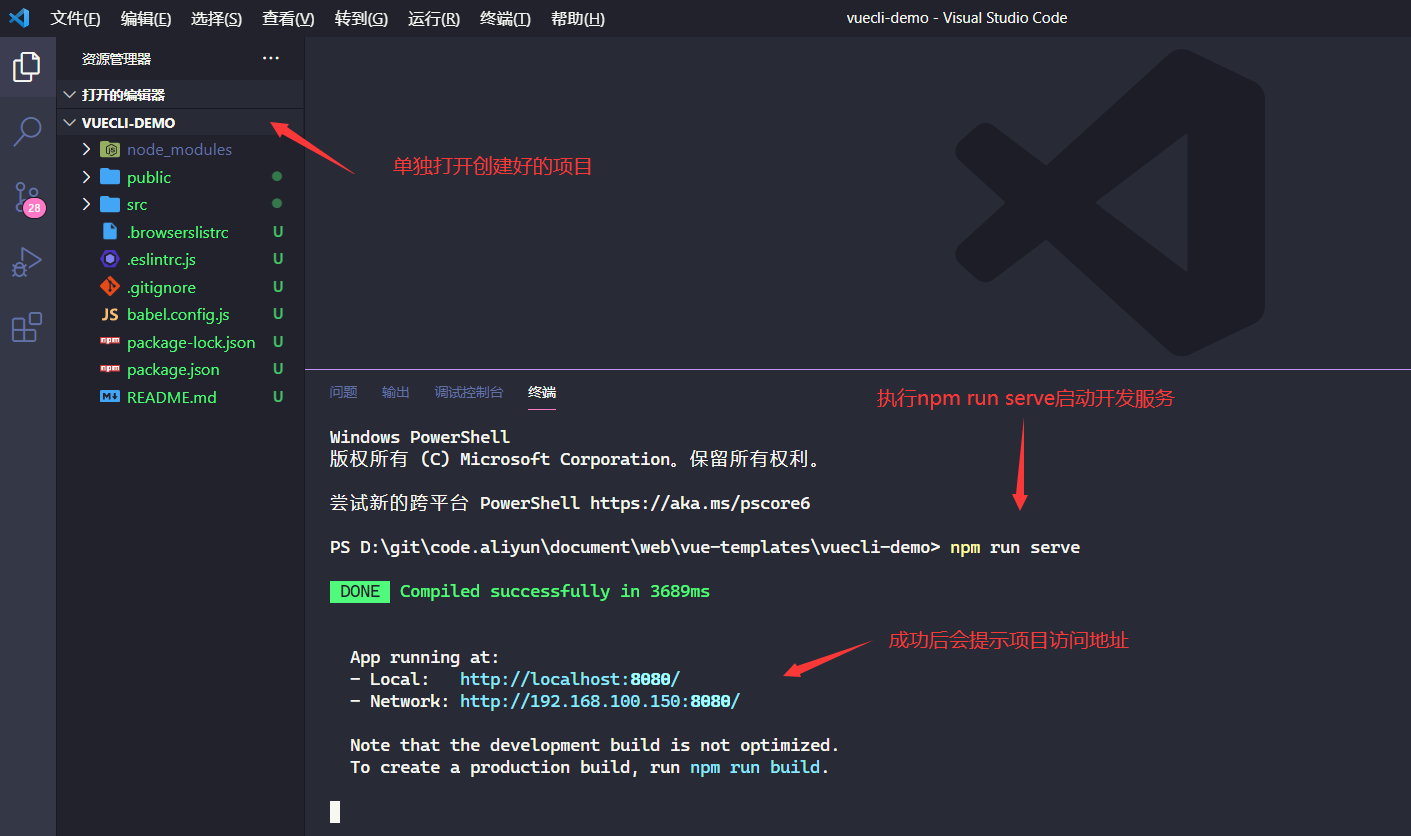 文件(F) 编辑(E) 选择(S) 查看(V) 转到(G) 运行(R) 终端(T) 帮助(H) vuecli-demo - Visual Studio Code
资源管理器 ···
打开的编辑器
VUECLI-DEMO
单独打开创建好的项目
node_modules
public
src
28
.browserslistrc U
.eslintrc.js U
.gitignore U
JS babel.config.js U
npm package-lock.json U
npm package.json U
M README.md U
问题 输出 调试控制台 终端
执行npm run serve启动开发服务
Windows PowerShell
版权所有 (C) Microsoft Corporation。保留所有权利。
尝试新的跨平台 PowerShell https://aka.ms/pscore6
PS D:\git\code.aliyun\document\web\vue-templates\vuecli-demo> npm run serve
DONE Compiled successfully in 3689ms
成功后会提示项目访问地址
App running at:
- Local: http://localhost:8080/
- Network: http://192.168.100.150:8080/
Note that the development build is not optimized.
To create a production build, run npm run build.